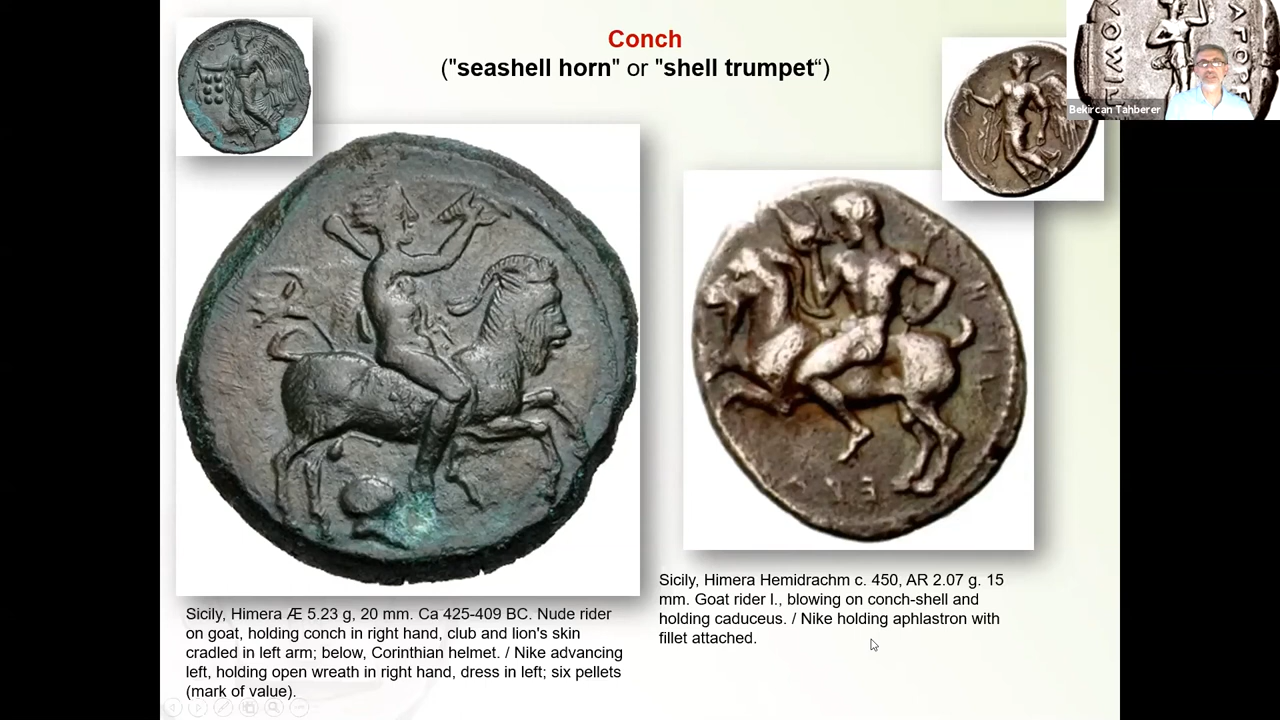 Conch
("seashell horn" or "shell trumpet“)
Bekircan Tahberer
Sicily, Himera Æ 5.23 g, 20 mm. Ca 425-409 BC. Nude rider
on goat, holding conch in right hand, club and lion's skin
cradled in left arm; below, Corinthian helmet. / Nike advancing
left, holding open wreath in right hand, dress in left; six pellets
(mark of value).
Sicily, Himera Hemidrachm c. 450, AR 2.07 g. 15
mm. Goat rider l., blowing on conch-shell and
holding caduceus. / Nike holding aphlastron with
fillet attached.